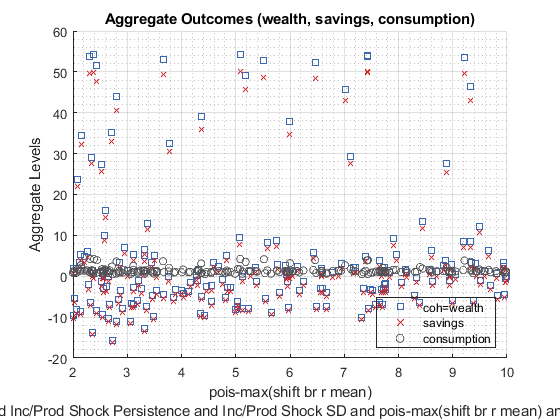 Aggregate Outcomes (wealth, savings, consumption)
Aggregate Levels
60
50
40
30
20
10
0
-10
-20
2
3
4
5
6
7
8
9
10
coh=wealth
savings
consumption
pois-max(shift br r mean)
d Inc/Prod Shock Persistence and Inc/Prod Shock SD and pois-max(shift br r mean) an